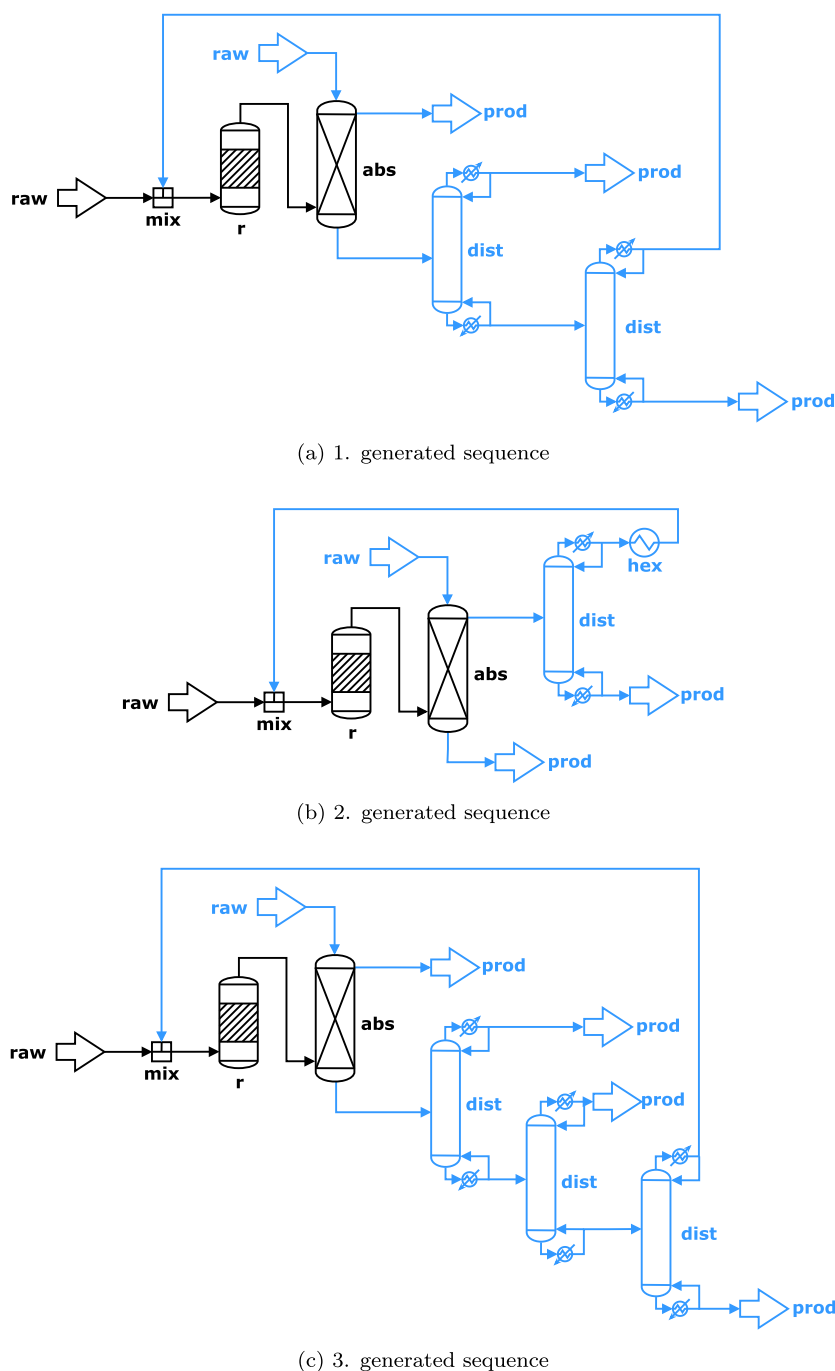 raw
prod
abs
prod
raw
mix
r
dist
dist
prod
(a) 1. generated sequence
raw
hex
dist
abs
raw
prod
mix
r
prod
(b) 2. generated sequence
raw
prod
abs
prod
raw
mix
r
prod
dist
dist
dist
prod
(c) 3. generated sequence